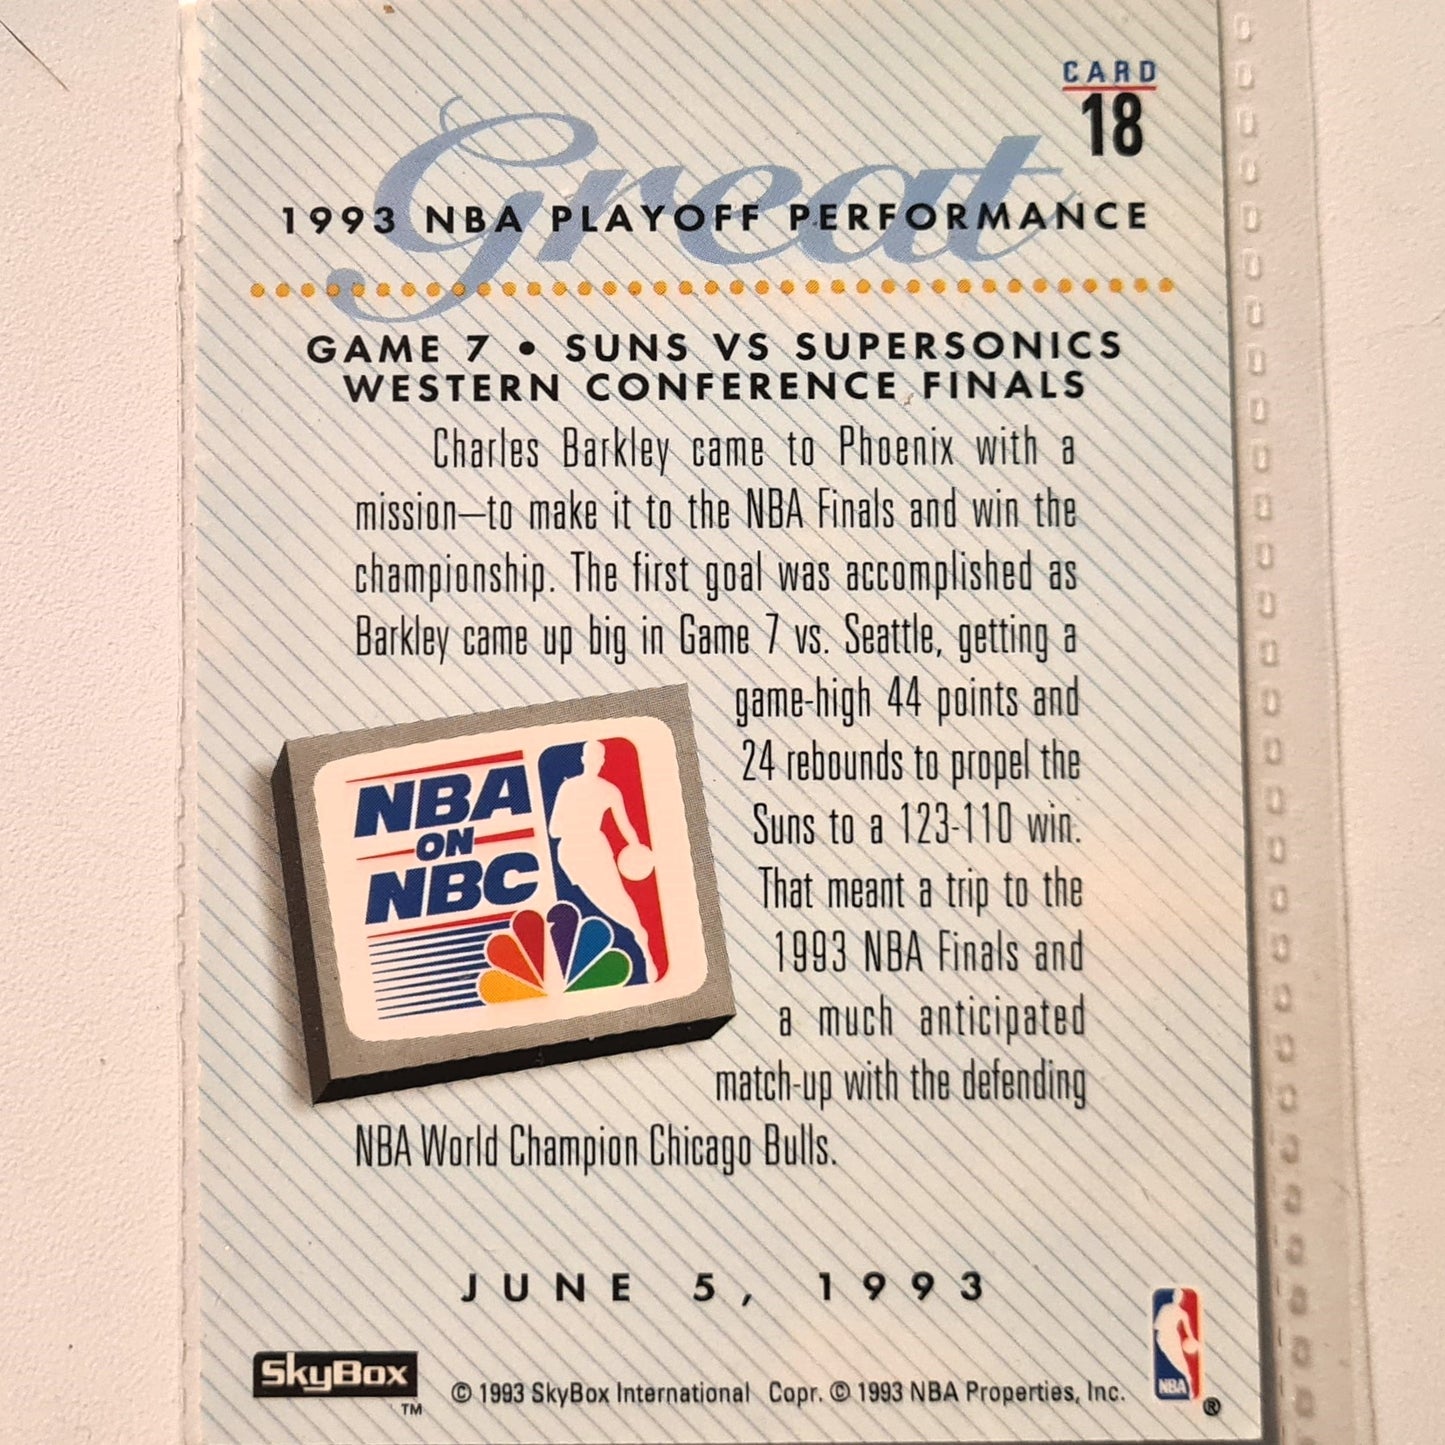 CARD
18
Great
1993 NBA PLAYOFF PERFORMANCE
GAME 7 • SUNS VS SUPERSONICS
WESTERN CONFERENCE FINALS
Charles Barkley came to Phoenix with a
mission—to make it to the NBA Finals and win the
championship. The first goal was accomplished as
Barkley came up big in Game 7 vs. Seattle, getting a
game-high 44 points and
24 rebounds to propel the
Suns to a 123-110 win.
That meant a trip to the
1993 NBA Finals and
a much anticipated
match-up with the defending
NBA World Champion Chicago Bulls.
NBA
ON
NBC
JUNE 5, 1993
SkyBox
TM
© 1993 SkyBox International Copr. © 1993 NBA Properties, Inc.
NBA
®